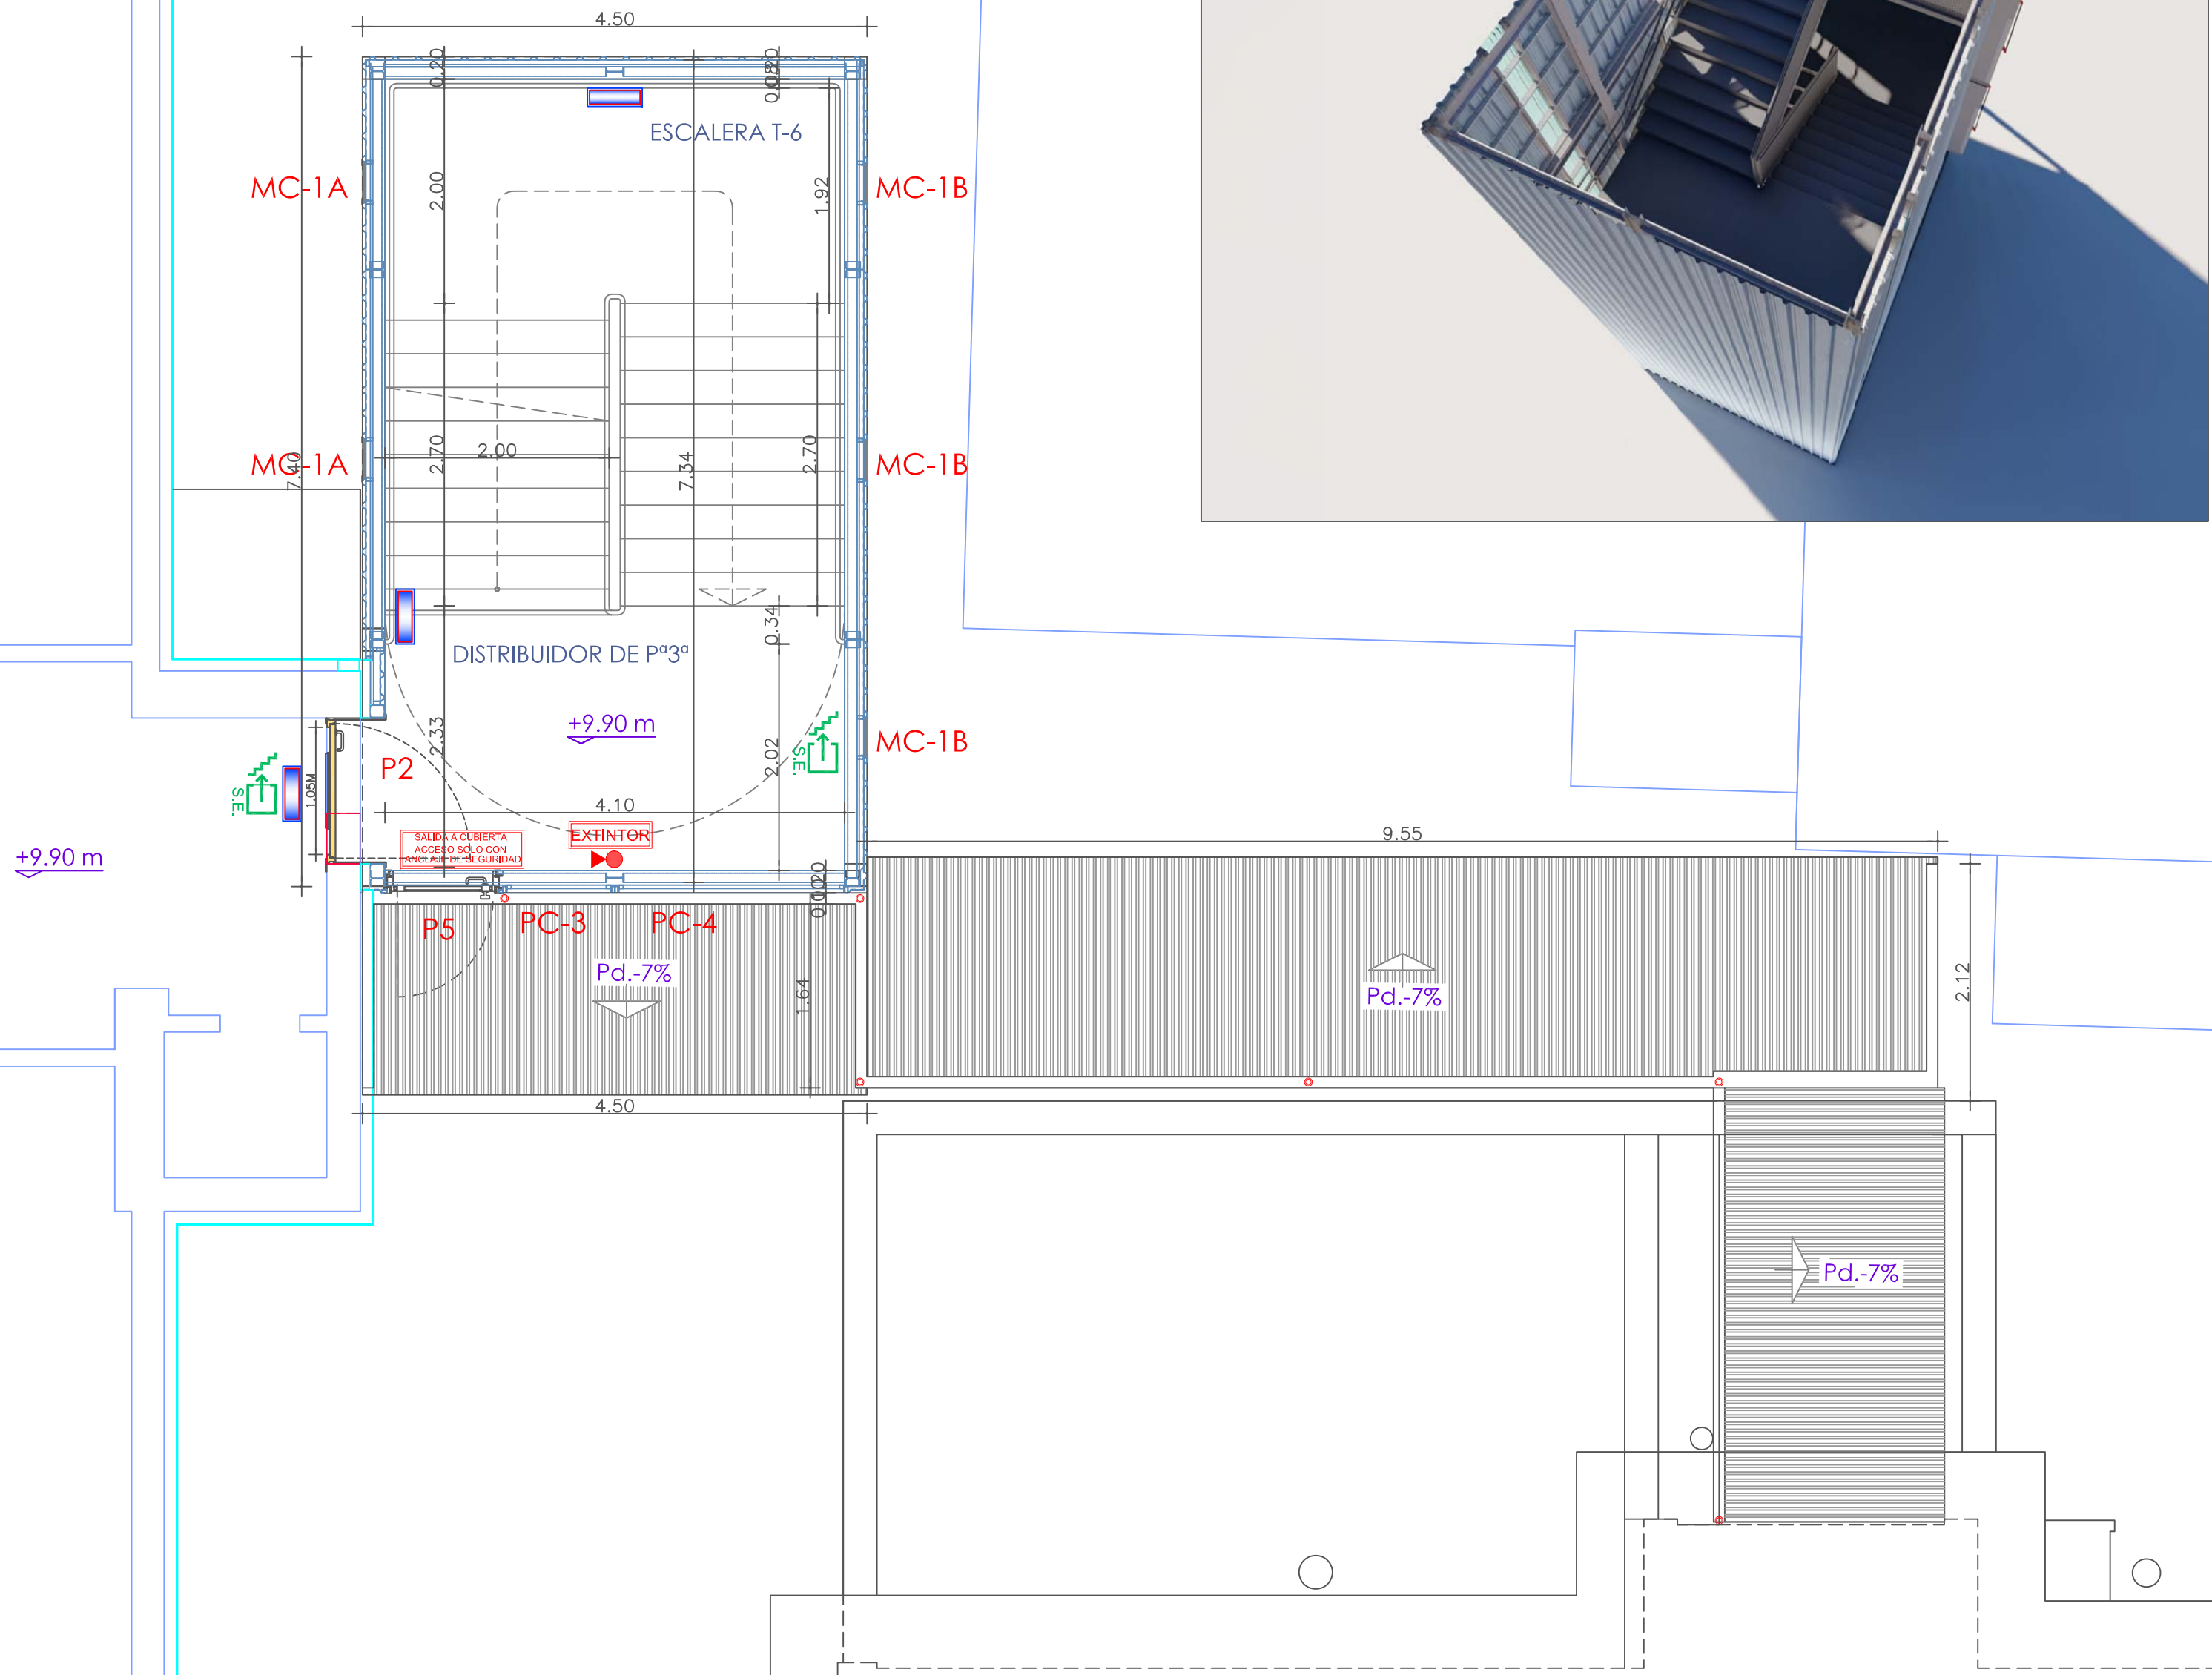 4.50
0.20
0.08
0.20
ESCALERA T-6
MC-1A
2.00
1.92
MC-1B
MC-1A
7.40
2.70
2.00
7.34
2.70
MC-1B
0.34
DISTRIBUIDOR DE Pª3ª
+9.90 m
2.33
2.02
S.E.
MC-1B
P2
1.05M
S.E.
4.10
SALIDA A CUBIERTA
ACCESO SOLO CON
ANCLAJE DE SEGURIDAD
EXTINTOR
9.55
+9.90 m
P5
PC-3
PC-4
Pd.-7%
1.64
Pd.-7%
2.12
4.50
Pd.-7%